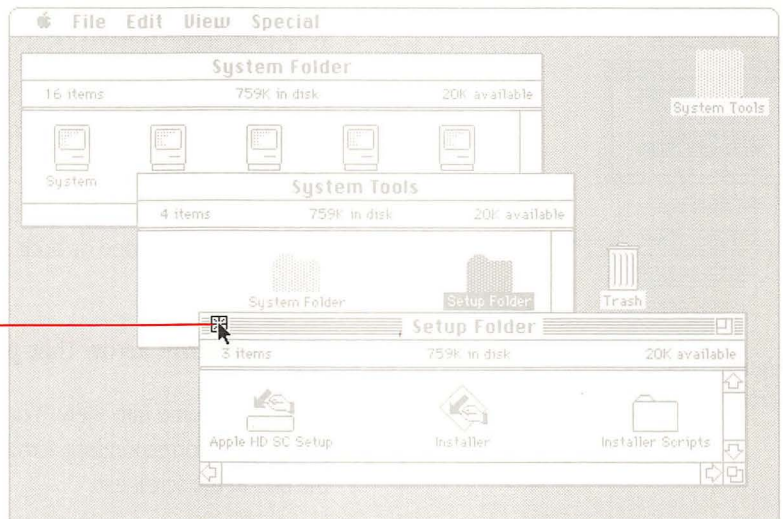 File Edit View Special
System Folder
16 items 759K in disk 20K available
System Tools
System
System Tools
4 items 759K in disk 20K available
System Folder Setup Folder Trash
Setup Folder
3 items 759K in disk 20K available
Apple HD SC Setup Installer Installer Scripts